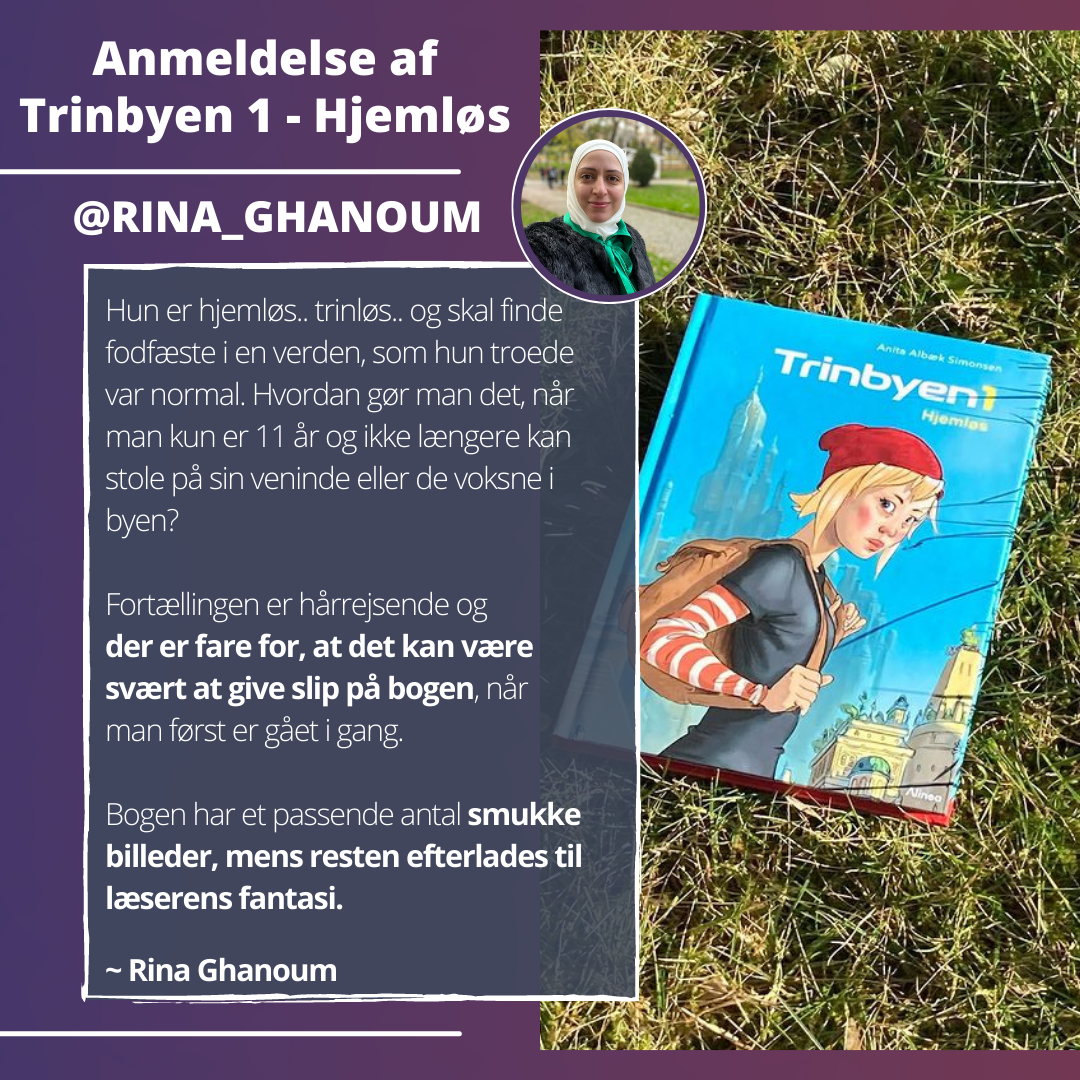 Anmeldelse af
Trinbyen 1 - Hjemløs
@RINA_GHANOUM
Hun er hjemløs.. trinløs.. og skal finde
fodfæste i en verden, som hun troede
var normal. Hvordan gør man det, når
man kun er 11 år og ikke længere kan
stole på sin veninde eller de voksne i
byen?
Fortællingen er hårrejsende og
der er fare for, at det kan være
svært at give slip på bogen, når
man først er gået i gang.
Bogen har et passende antal smukke
billeder, mens resten efterlades til
læserens fantasi.
~ Rina Ghanoum
Anita Albæk Simonsen
Trinbyen 1
Hjemløs
Alinea